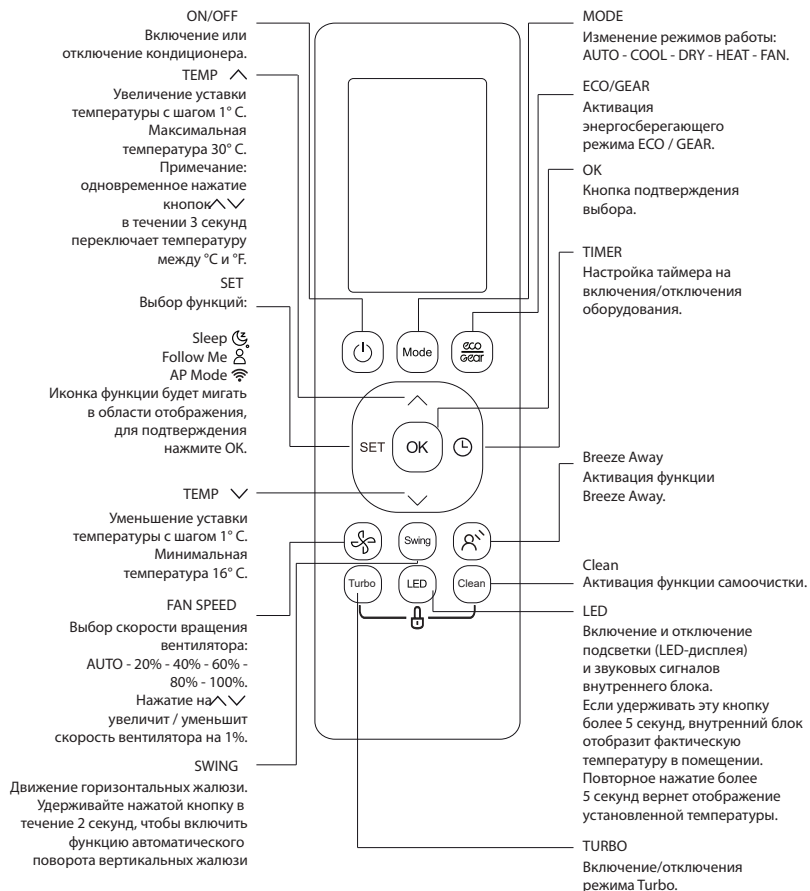 ON/OFF
Включение или
отключение кондиционера.
TEMP
Увеличение уставки
температуры с шагом 1° С.
Максимальная
температура 30° С.
Примечание:
одновременное нажатие
кнопок
в течении 3 секунд
переключает температуру
между °C и °F.
SET
Выбор функций:
Sleep
Follow Me
AP Mode
Иконка функции будет мигать
в области отображения,
для подтверждения
нажмите OK.
TEMP
Уменьшение уставки
температуры с шагом 1° С.
Минимальная
температура 16° С.
FAN SPEED
Выбор скорости вращения
вентилятора:
AUTO - 20% - 40% - 60% -
80% - 100%.
Нажатие на
увеличит / уменьшит
скорость вентилятора на 1%.
SWING
Движение горизонтальных жалюзи.
Удерживайте нажатой кнопку в
течение 2 секунд, чтобы включить
функцию автоматического
поворота вертикальных жалюзи
Mode
eco
gear
SET
OK
Swing
Turbo
LED
Clean
MODE
Изменение режимов работы:
AUTO - COOL - DRY - HEAT - FAN.
ECO/GEAR
Активация
энергосберегающего
режима ECO / GEAR.
OK
Кнопка подтверждения
выбора.
TIMER
Настройка таймера на
включения/отключения
оборудования.
Breeze Away
Активация функции
Breeze Away.
Clean
Активация функции самоочистки.
LED
Включение и отключение
подсветки (LED-дисплея)
и звуковых сигналов
внутреннего блока.
Если удерживать эту кнопку
более 5 секунд, внутренний блок
отобразит фактическую
температуру в помещении.
Повторное нажатие более
5 секунд вернет отображение
установленной температуры.
TURBO
Включение/отключения
режима Turbo.